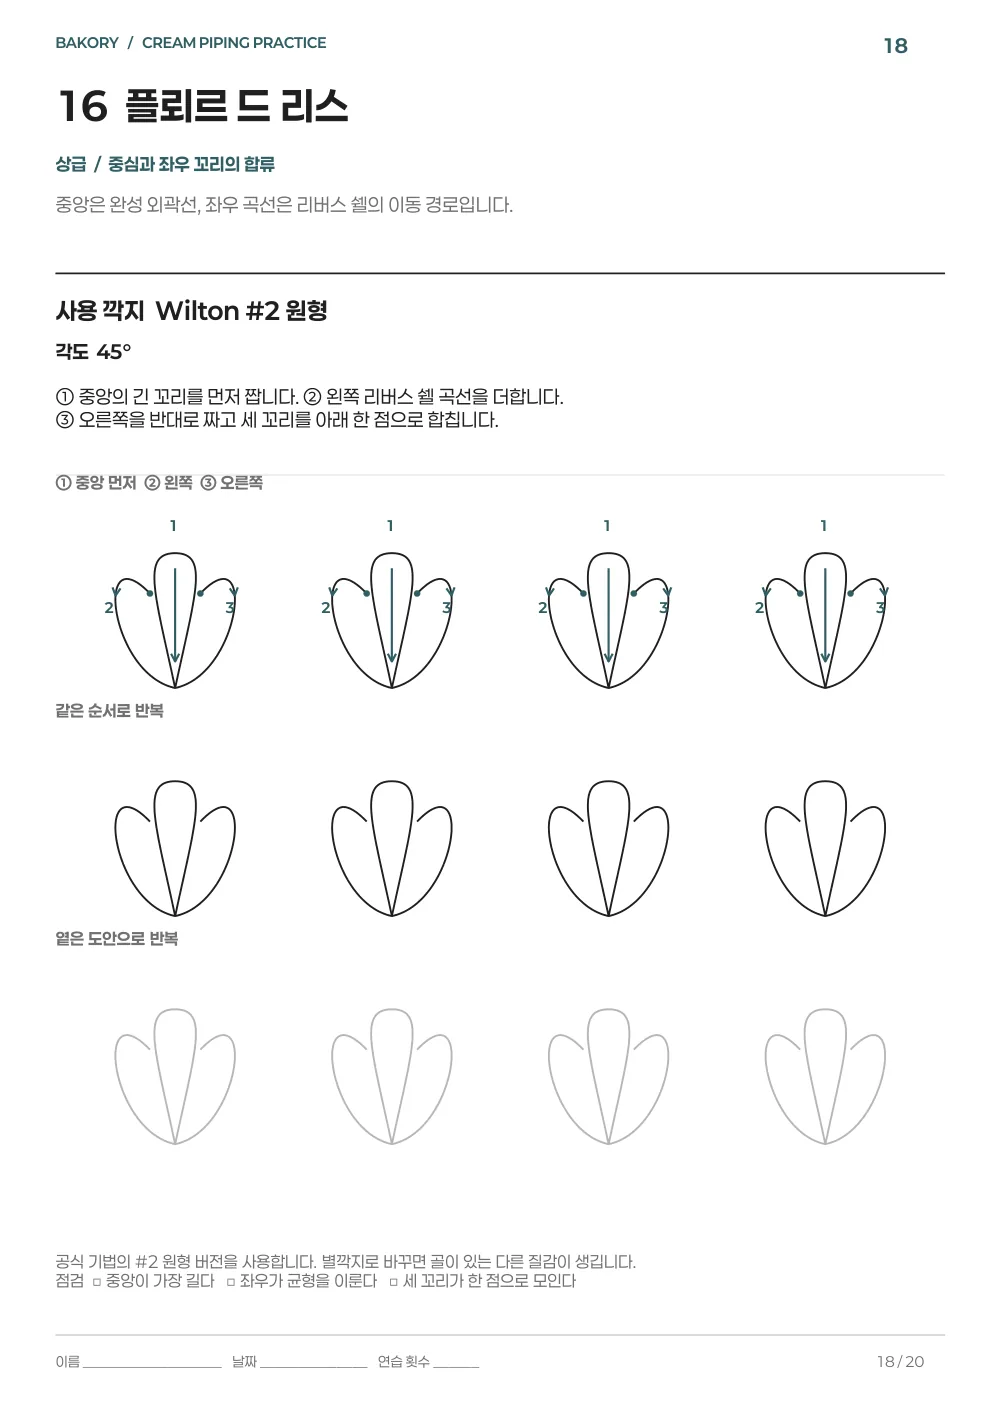 BAKORY / CREAM PIPING PRACTICE
18
16 플뢰르 드 리스
상급 / 중심과 좌우 꼬리의 합류
중앙은 완성 외곽선, 좌우 곡선은 리버스 쉘의 이동 경로입니다.
사용 깍지 Wilton #2 원형
각도 45°
① 중앙의 긴 꼬리를 먼저 짭니다. ② 왼쪽 리버스 쉘 곡선을 더합니다.
③ 오른쪽을 반대로 짜고 세 꼬리를 아래 한 점으로 합칩니다.
① 중앙 먼저 ② 왼쪽 ③ 오른쪽
1 1 1 1
2 3 2 3 2 3 2 3
같은 순서로 반복
옅은 도안으로 반복
공식 기법의 #2 원형 버전을 사용합니다. 별깍지로 바꾸면 골이 있는 다른 질감이 생깁니다.
점검 □ 중앙이 가장 길다 □ 좌우가 균형을 이룬다 □ 세 꼬리가 한 점으로 모인다
이름 __________________ 날짜 ______________ 연습 횟수 ______
18 / 20